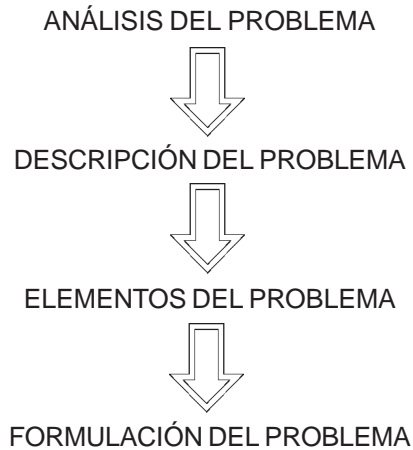 ANÁLISIS DEL PROBLEMA
DESCRIPCIÓN DEL PROBLEMA
ELEMENTOS DEL PROBLEMA
FORMULACIÓN DEL PROBLEMA